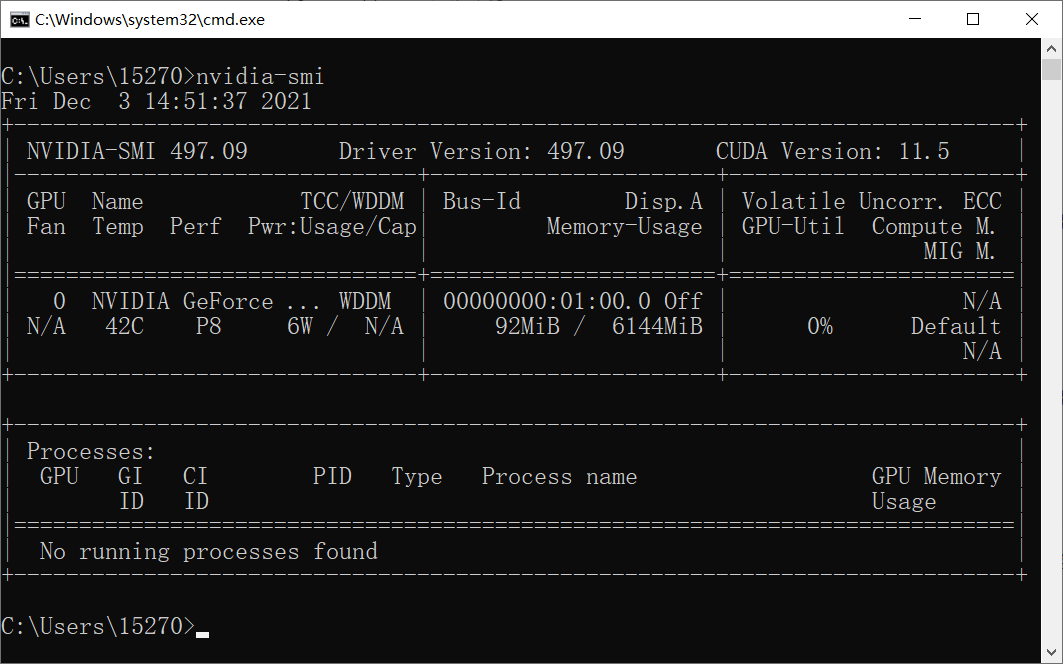 C:\Windows\system32\cmd.exe
C:\Users\15270>nvidia-smi
Fri Dec  3 14:51:37 2021
+-----------------------------------------------------------------------------+
| NVIDIA-SMI 497.09       Driver Version: 497.09       CUDA Version: 11.5     |
|-------------------------------+----------------------+----------------------+
| GPU  Name            TCC/WDDM | Bus-Id        Disp.A | Volatile Uncorr. ECC |
| Fan  Temp  Perf  Pwr:Usage/Cap|         Memory-Usage | GPU-Util  Compute M. |
|                               |                      |               MIG M. |
|===============================+======================+======================|
|   0  NVIDIA GeForce ... WDDM  | 00000000:01:00.0 Off |                  N/A |
| N/A   42C    P8     6W /  N/A |     92MiB /  6144MiB |      0%      Default |
|                               |                      |                  N/A |
+-------------------------------+----------------------+----------------------+
+-----------------------------------------------------------------------------+
| Processes:                                                                  |
|  GPU   GI   CI        PID   Type   Process name                  GPU Memory |
|        ID   ID                                                   Usage      |
|=============================================================================|
|  No running processes found                                                 |
+-----------------------------------------------------------------------------+
C:\Users\15270>